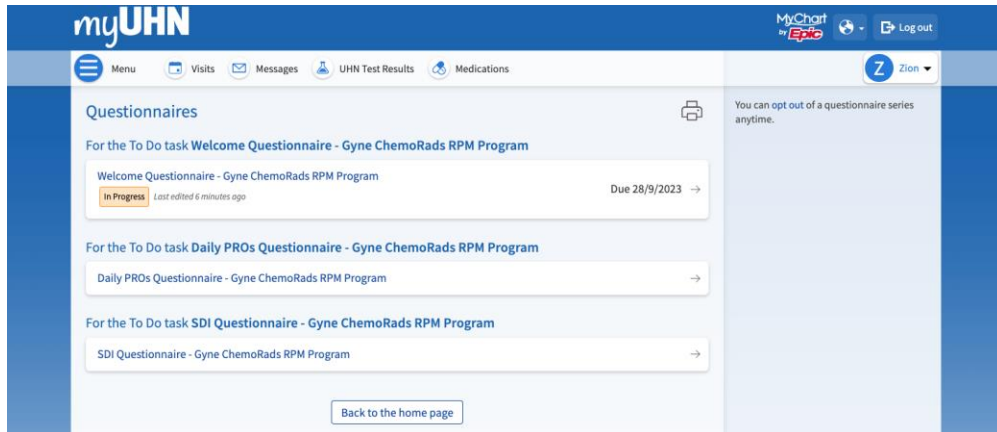 myUHN
MyChart
by Epic
Log out
Menu
Visits
Messages
UHN Test Results
Medications
Z
Zion
Questionnaires
You can opt out of a questionnaire series
anytime.
For the To Do task Welcome Questionnaire - Gyne ChemoRads RPM Program
Welcome Questionnaire - Gyne ChemoRads RPM Program
In Progress Last edited 6 minutes ago
Due 28/9/2023
For the To Do task Daily PROs Questionnaire - Gyne ChemoRads RPM Program
Daily PROs Questionnaire - Gyne ChemoRads RPM Program
For the To Do task SDI Questionnaire - Gyne ChemoRads RPM Program
SDI Questionnaire - Gyne ChemoRads RPM Program
Back to the home page